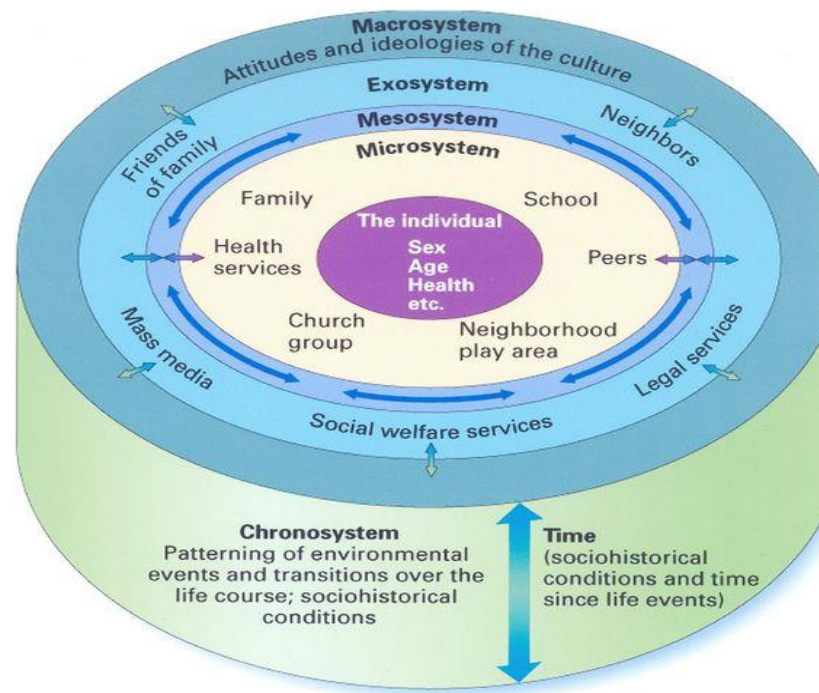 Macrosystem
Attitudes and ideologies of the culture
Exosystem
Mesosystem
Microsystem
Friends
of family
Neighbors
Family
School
The individual
Sex
Age
Health
etc.
Health
services
Peers
Church
group
Neighborhood
play area
Mass media
Legal services
Social welfare services
Chronosystem
Patterning of environmental
events and transitions over the
life course; sociohistorical
conditions
Time
(sociohistorical
conditions and time
since life events)